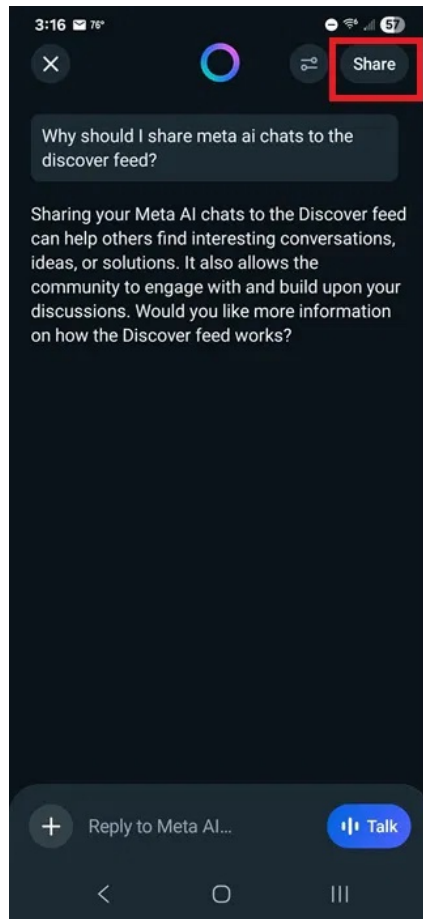 3:16 76° 57
Share
Why should I share meta ai chats to the
discover feed?
Sharing your Meta AI chats to the Discover feed
can help others find interesting conversations,
ideas, or solutions. It also allows the
community to engage with and build upon your
discussions. Would you like more information
on how the Discover feed works?
Reply to Meta AI...
Talk